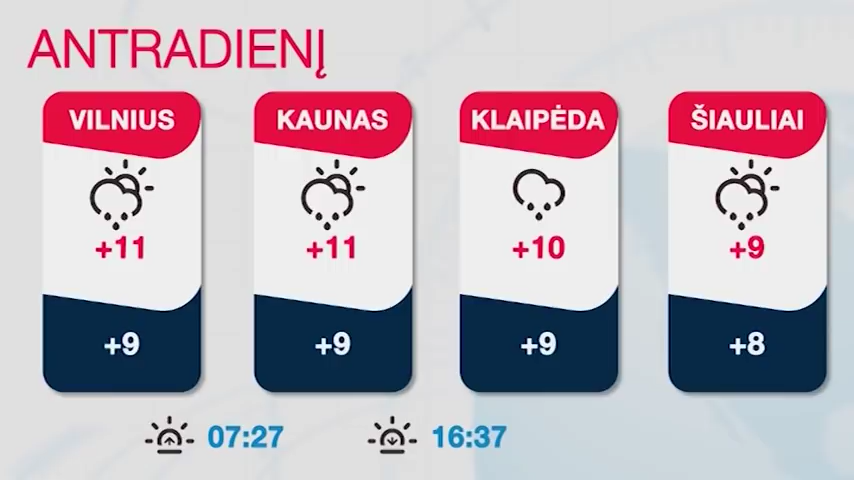 ANTRADIENĮ
VILNIUS KAUNAS KLAIPĖDA ŠIAULIAI
+11 +11 +10 +9
+9 +9 +9 +8
07:27 16:37